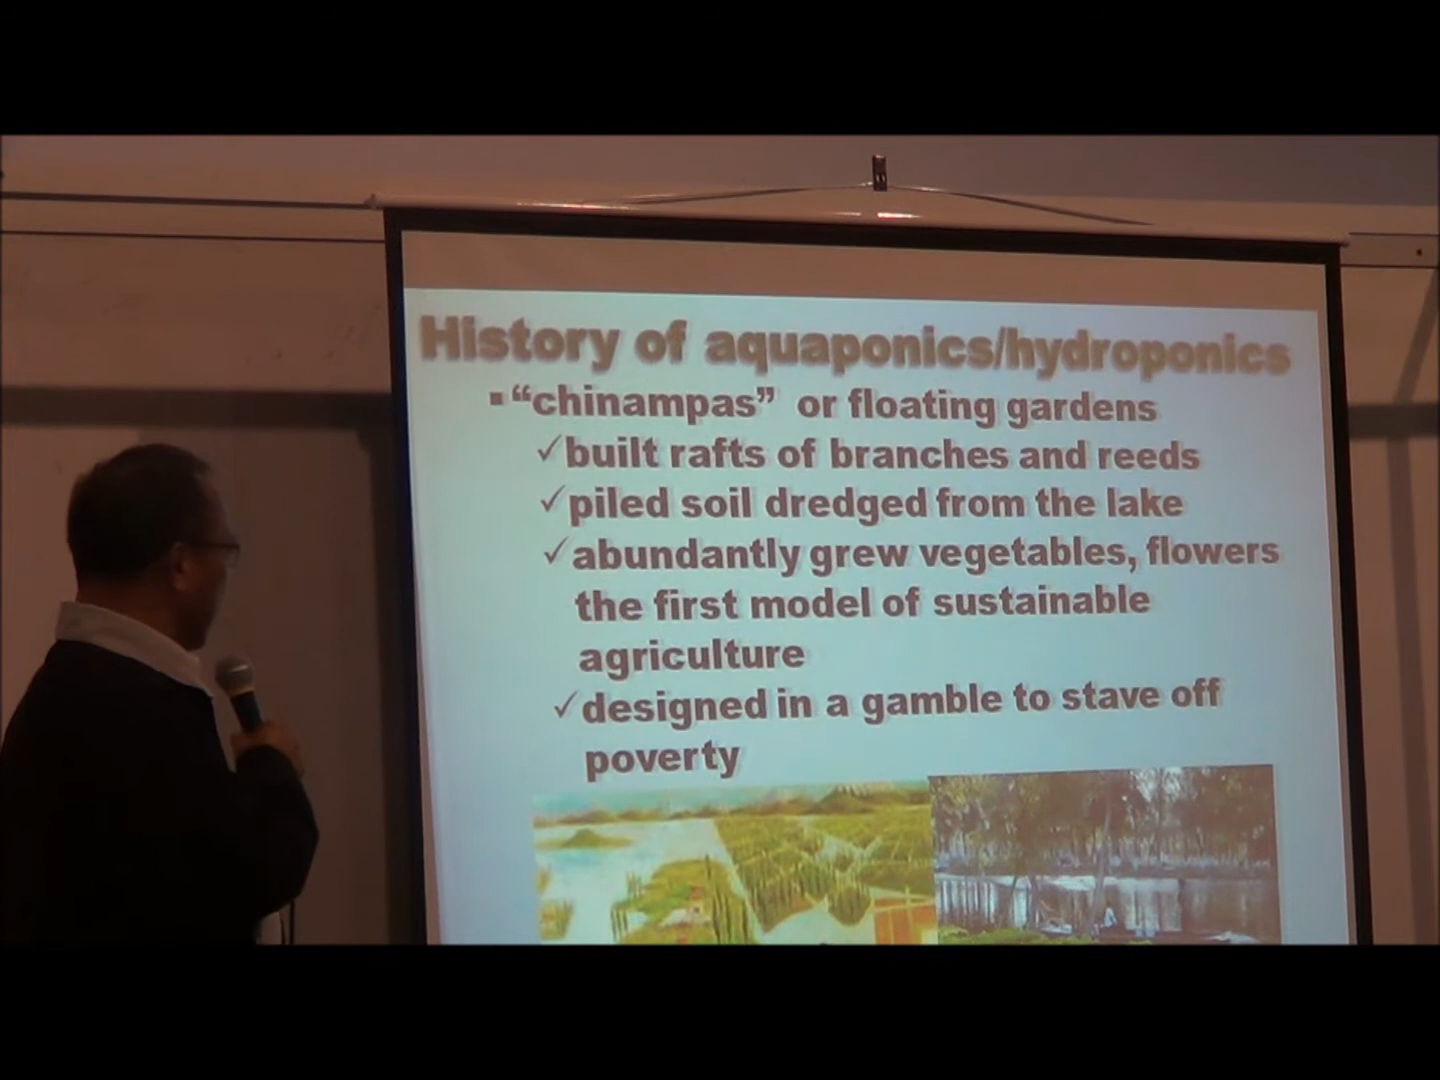 History of aquaponics/hydroponics
▪“chinampas” or floating gardens
✓built rafts of branches and reeds
✓piled soil dredged from the lake
✓abundantly grew vegetables, flowers
the first model of sustainable
agriculture
✓designed in a gamble to stave off
poverty